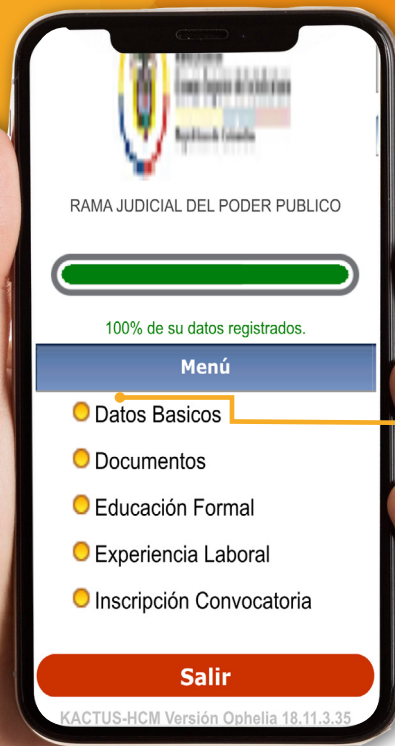 RAMA JUDICIAL DEL PODER PUBLICO
100% de su datos registrados.
Menú
Datos Basicos
Documentos
Educación Formal
Experiencia Laboral
Inscripción Convocatoria
Salir
KACTUS-HCM Versión Ophelia 18.11.3.35